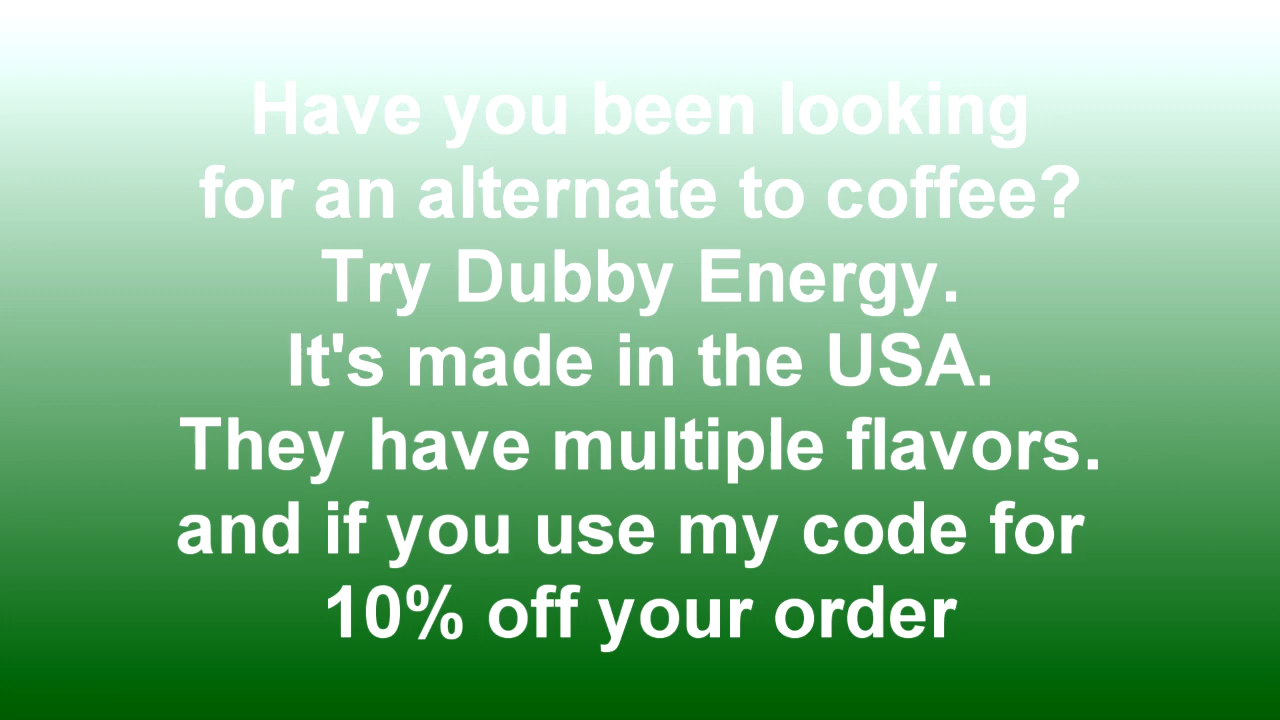 Have you been looking
for an alternate to coffee?
Try Dubby Energy.
It's made in the USA.
They have multiple flavors.
and if you use my code for
10% off your order